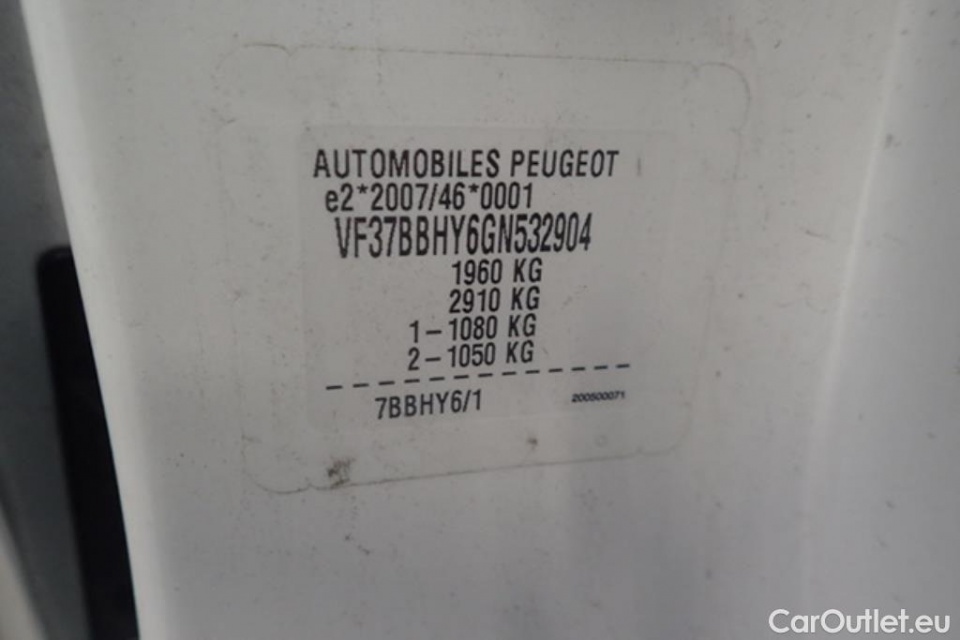 AUTOMOBILES PEUGEOT
e2*2007/46*0001
VF37BBHY6GN532904
1960 KG
2910 KG
1-1080 KG
2-1050 KG
7BBHY6/1 200500071
CarOutlet.eu